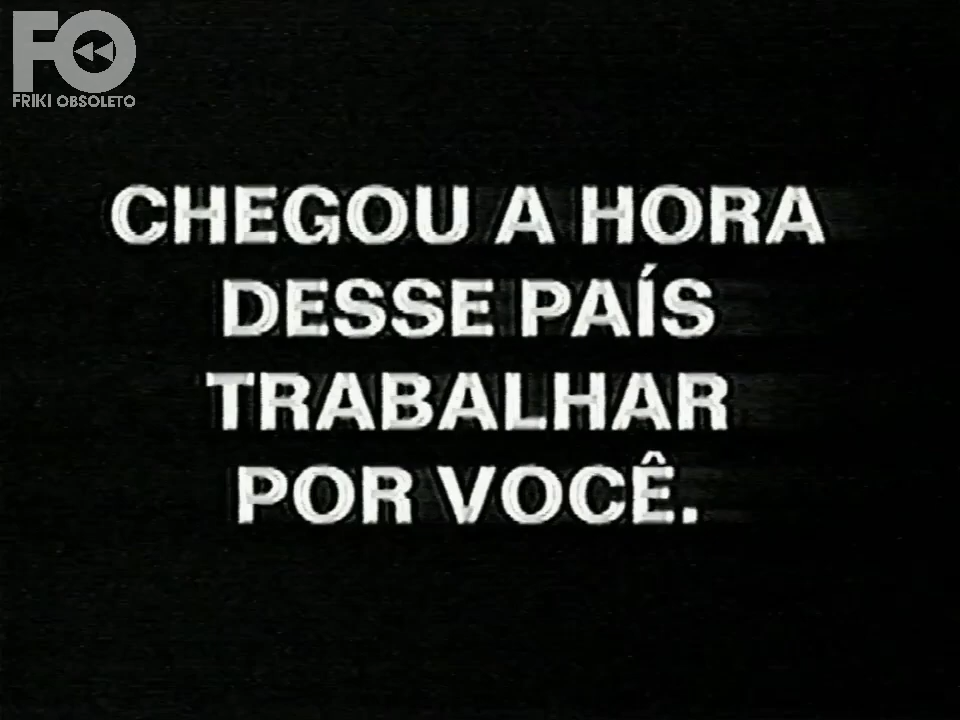 FO
FRIKI OBSOLETO
CHEGOU A HORA
DESSE PAÍS
TRABALHAR
POR VOCÊ.